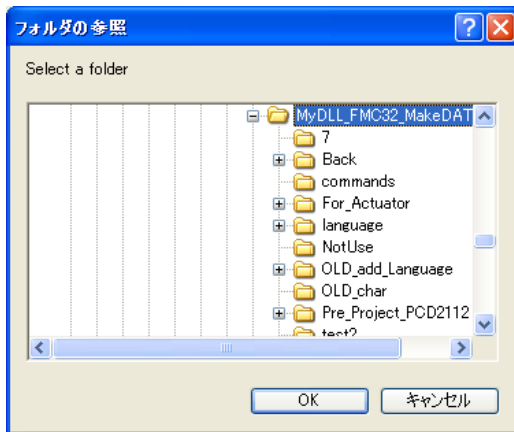 フォルダの参照
Select a folder
MyDLL_FMC32_MakeDAT
7
Back
commands
For_Actuator
language
NotUse
OLD_add_Language
OLD_char
Pre_Project_PCD2112
test2
OK
キャンセル